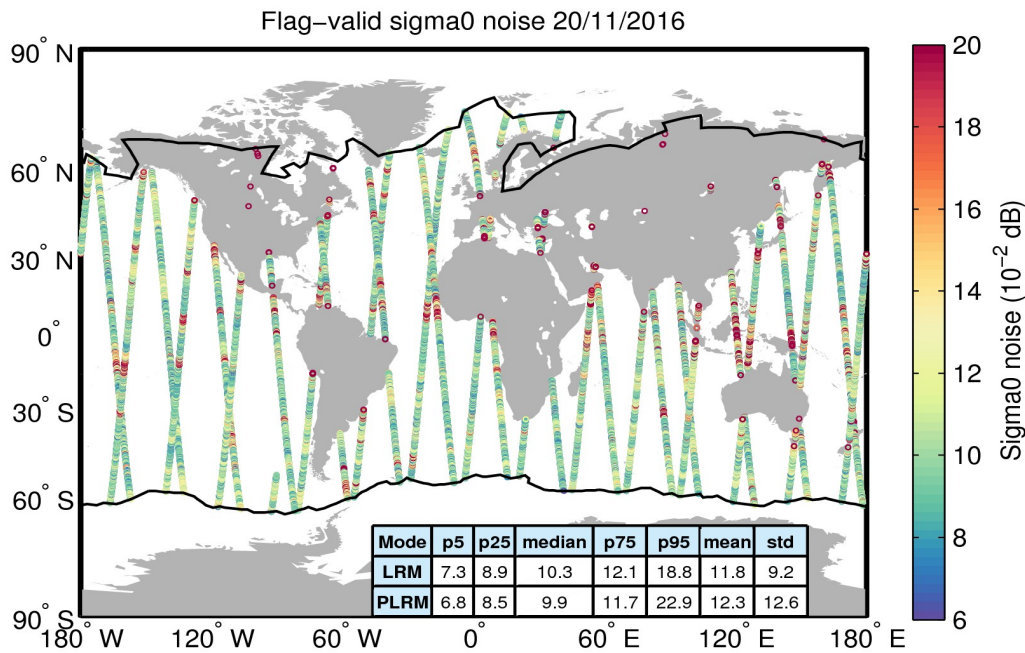 Flag−valid sigma0 noise 20/11/2016
90° N
60° N
30° N
0°
30° S
60° S
90° S
180° W
120° W
60° W
0°
60° E
120° E
180° E
Mode p5 p25 median p75 p95 mean std
LRM 7.3 8.9 10.3 12.1 18.8 11.8 9.2
PLRM 6.8 8.5 9.9 11.7 22.9 12.3 12.6
20
18
16
14
12
10
8
6
Sigma0 noise (10⁻² dB)